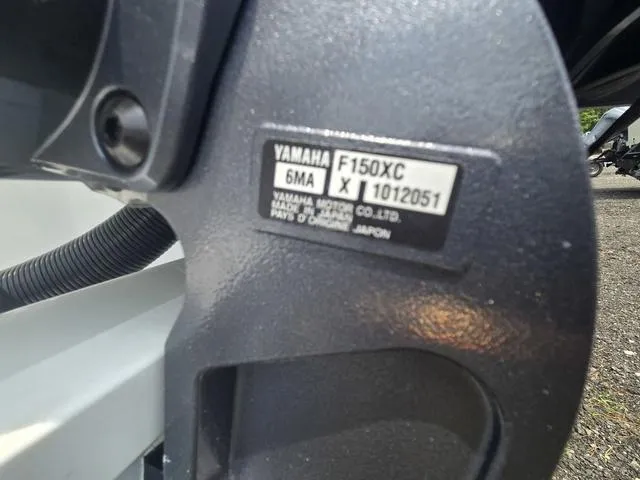 YAMAHA F150XC
6MA X 1012051
YAMAHA MOTOR CO.,LTD.
MADE IN JAPAN
PAYS D'ORIGINE JAPON